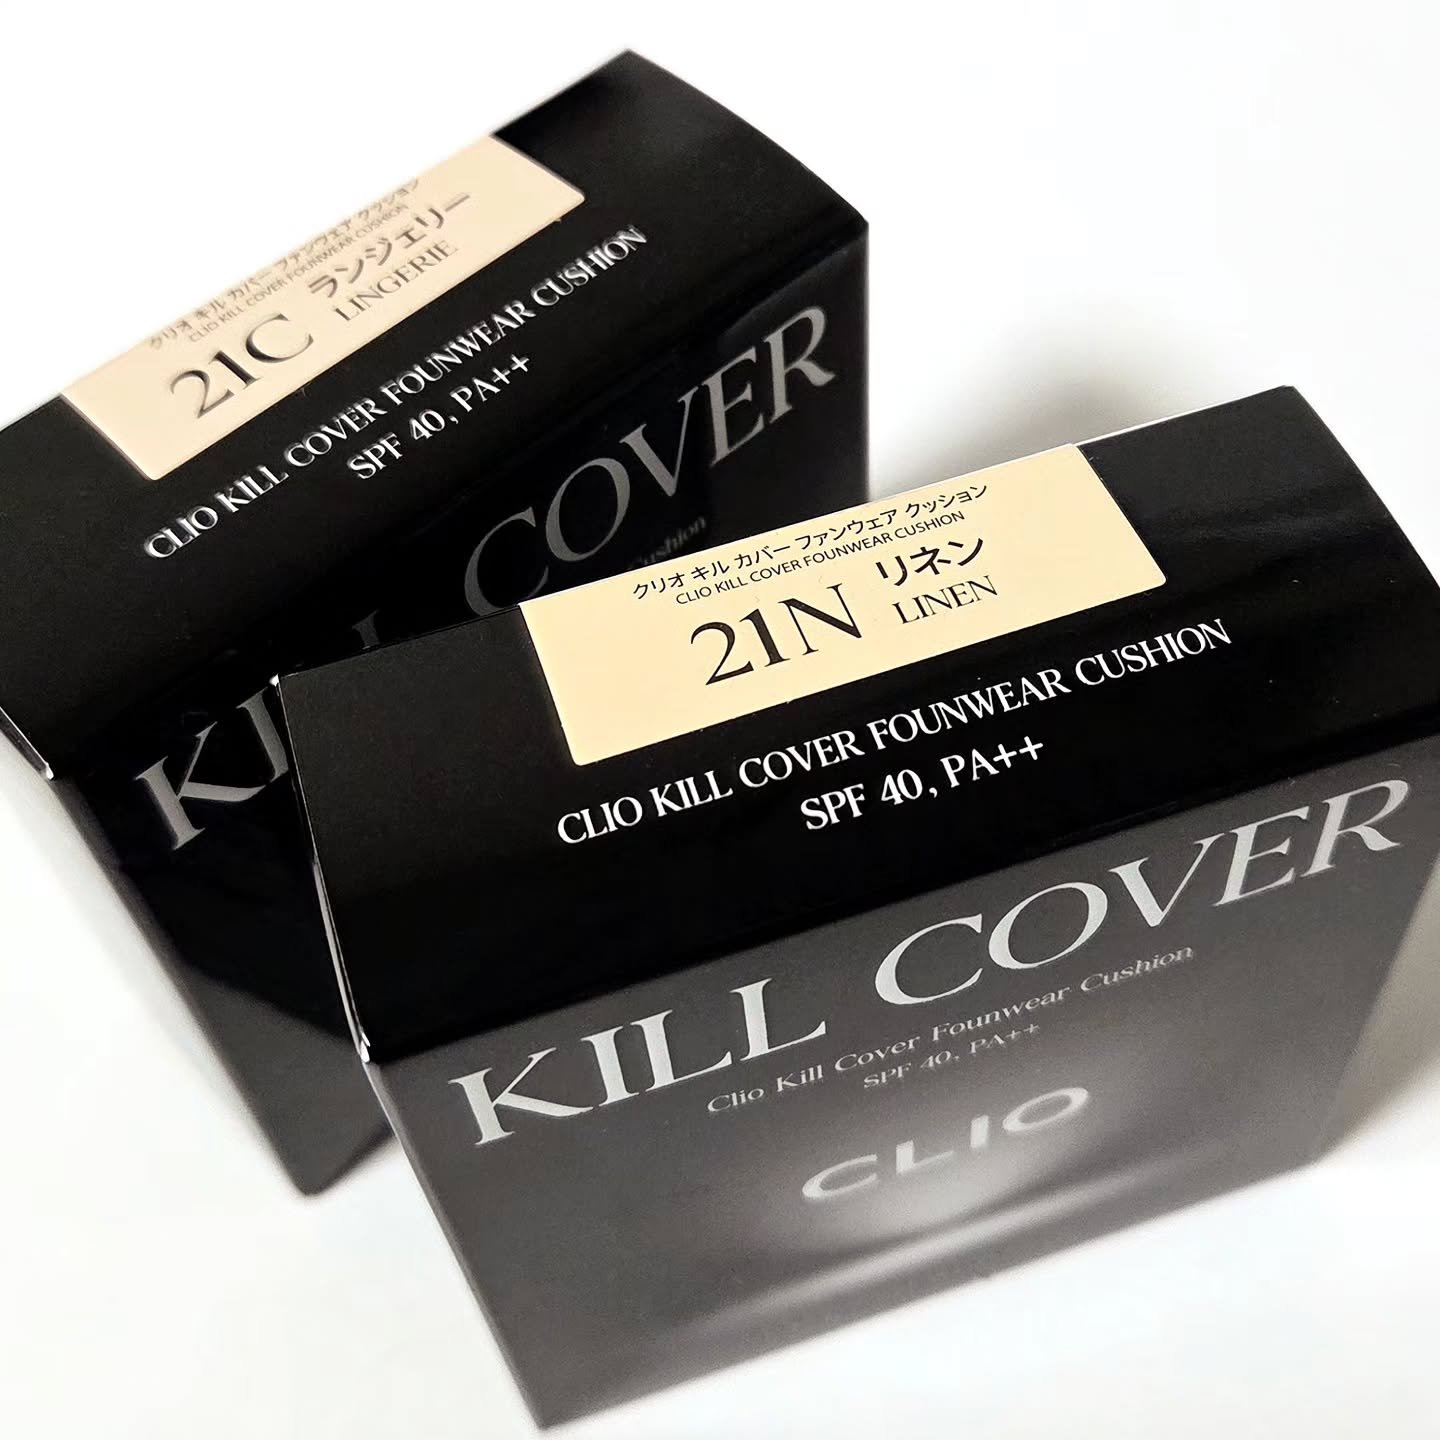 クリオ キル カバー ファンウェア クッション
CLIO KILL COVER FOUNWEAR CUSHION
21C ランジェリー
LINGERIE
CLIO KILL COVER FOUNWEAR CUSHION
SPF 40, PA++
KILL COVER
Cushion
クリオ キル カバー ファンウェア クッション
CLIO KILL COVER FOUNWEAR CUSHION
21N リネン
LINEN
CLIO KILL COVER FOUNWEAR CUSHION
SPF 40, PA++
KILL COVER
Clio Kill Cover Founwear Cushion
SPF 40, PA++
CLIO